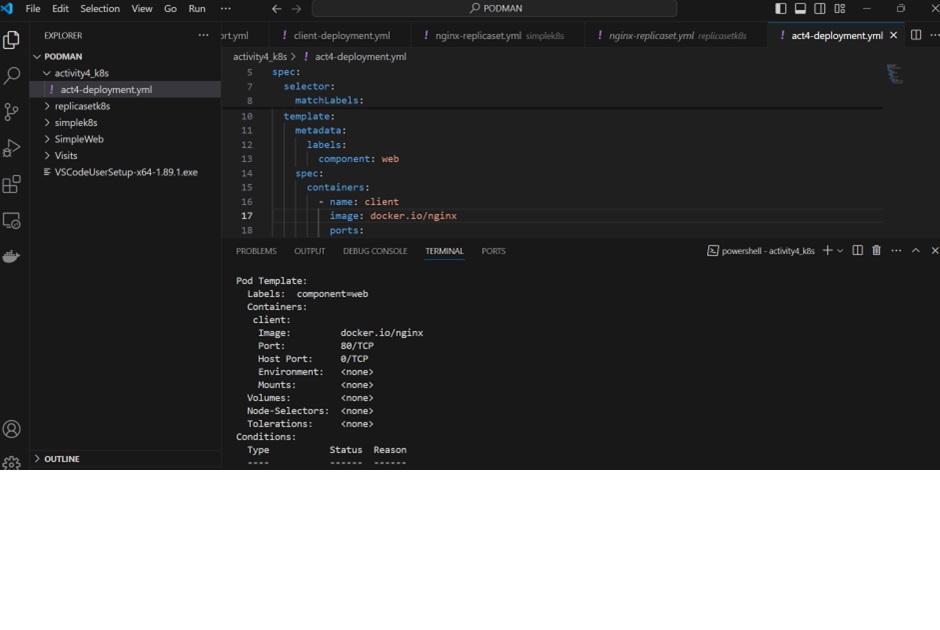 File Edit Selection View Go Run ··· ← → PODMAN
EXPLORER ···
PODMAN
activity4_k8s
! act4-deployment.yml
replicasetk8s
simplek8s
SimpleWeb
Visits
VSCodeUserSetup-x64-1.89.1.exe
OUTLINE
ort.yml ! client-deployment.yml ! nginx-replicaset.yml simplek8s ! nginx-replicaset.yml replicasetk8s ! act4-deployment.yml
activity4_k8s > ! act4-deployment.yml
5 spec:
7 selector:
8 matchLabels:
10 template:
11 metadata:
12 labels:
13 component: web
14 spec:
15 containers:
16 - name: client
17 image: docker.io/nginx
18 ports:
PROBLEMS OUTPUT DEBUG CONSOLE TERMINAL PORTS powershell - activity4_k8s
Pod Template:
Labels: component=web
Containers:
client:
Image: docker.io/nginx
Port: 80/TCP
Host Port: 0/TCP
Environment: <none>
Mounts: <none>
Volumes: <none>
Node-Selectors: <none>
Tolerations: <none>
Conditions:
Type Status Reason
---- ------ ------